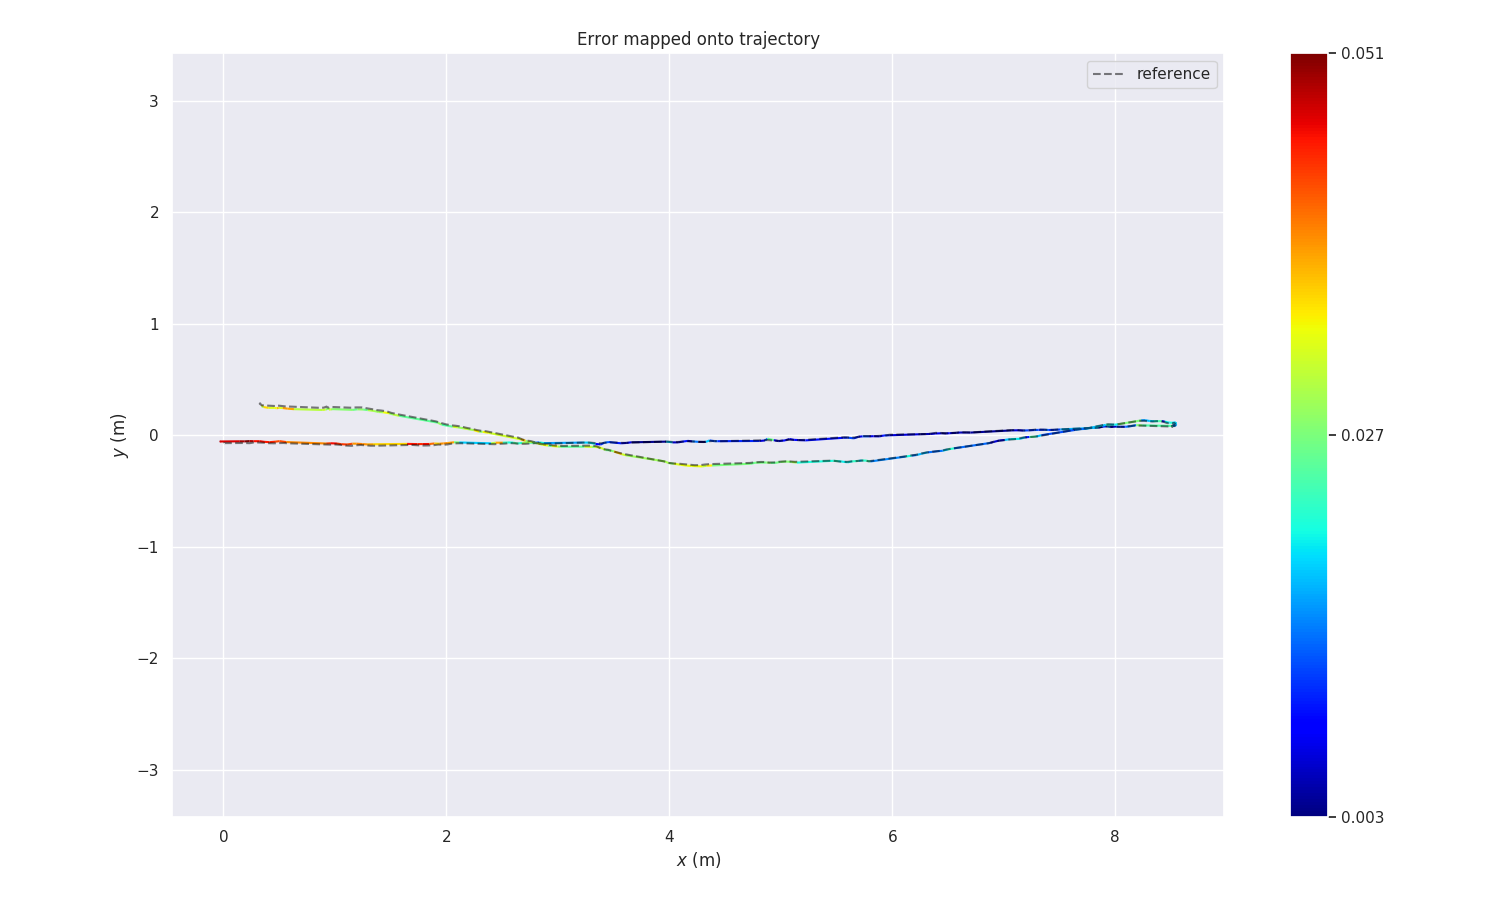 Error mapped onto trajectory
reference
3
2
1
0
−1
−2
−3
y (m)
0 2 4 6 8
x (m)
0.051
0.027
0.003